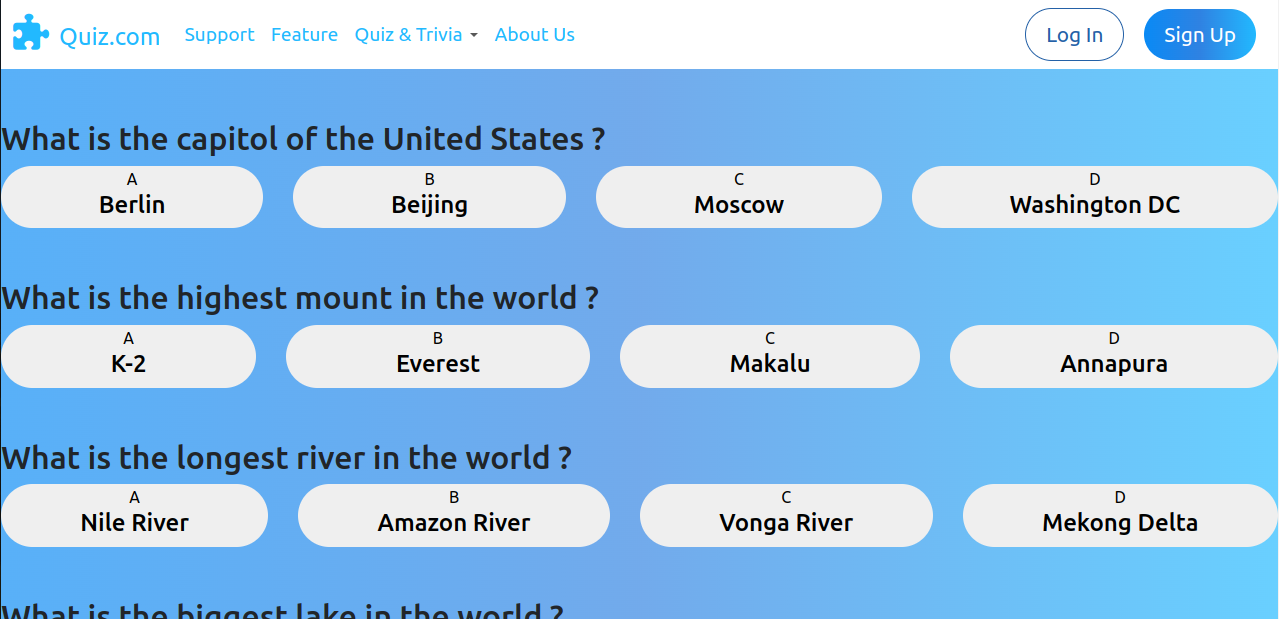 Quiz.com Support Feature Quiz & Trivia About Us Log In Sign Up
What is the capitol of the United States ?
A B C D
Berlin Beijing Moscow Washington DC
What is the highest mount in the world ?
A B C D
K-2 Everest Makalu Annapura
What is the longest river in the world ?
A B C D
Nile River Amazon River Vonga River Mekong Delta
What is the biggest lake in the world ?